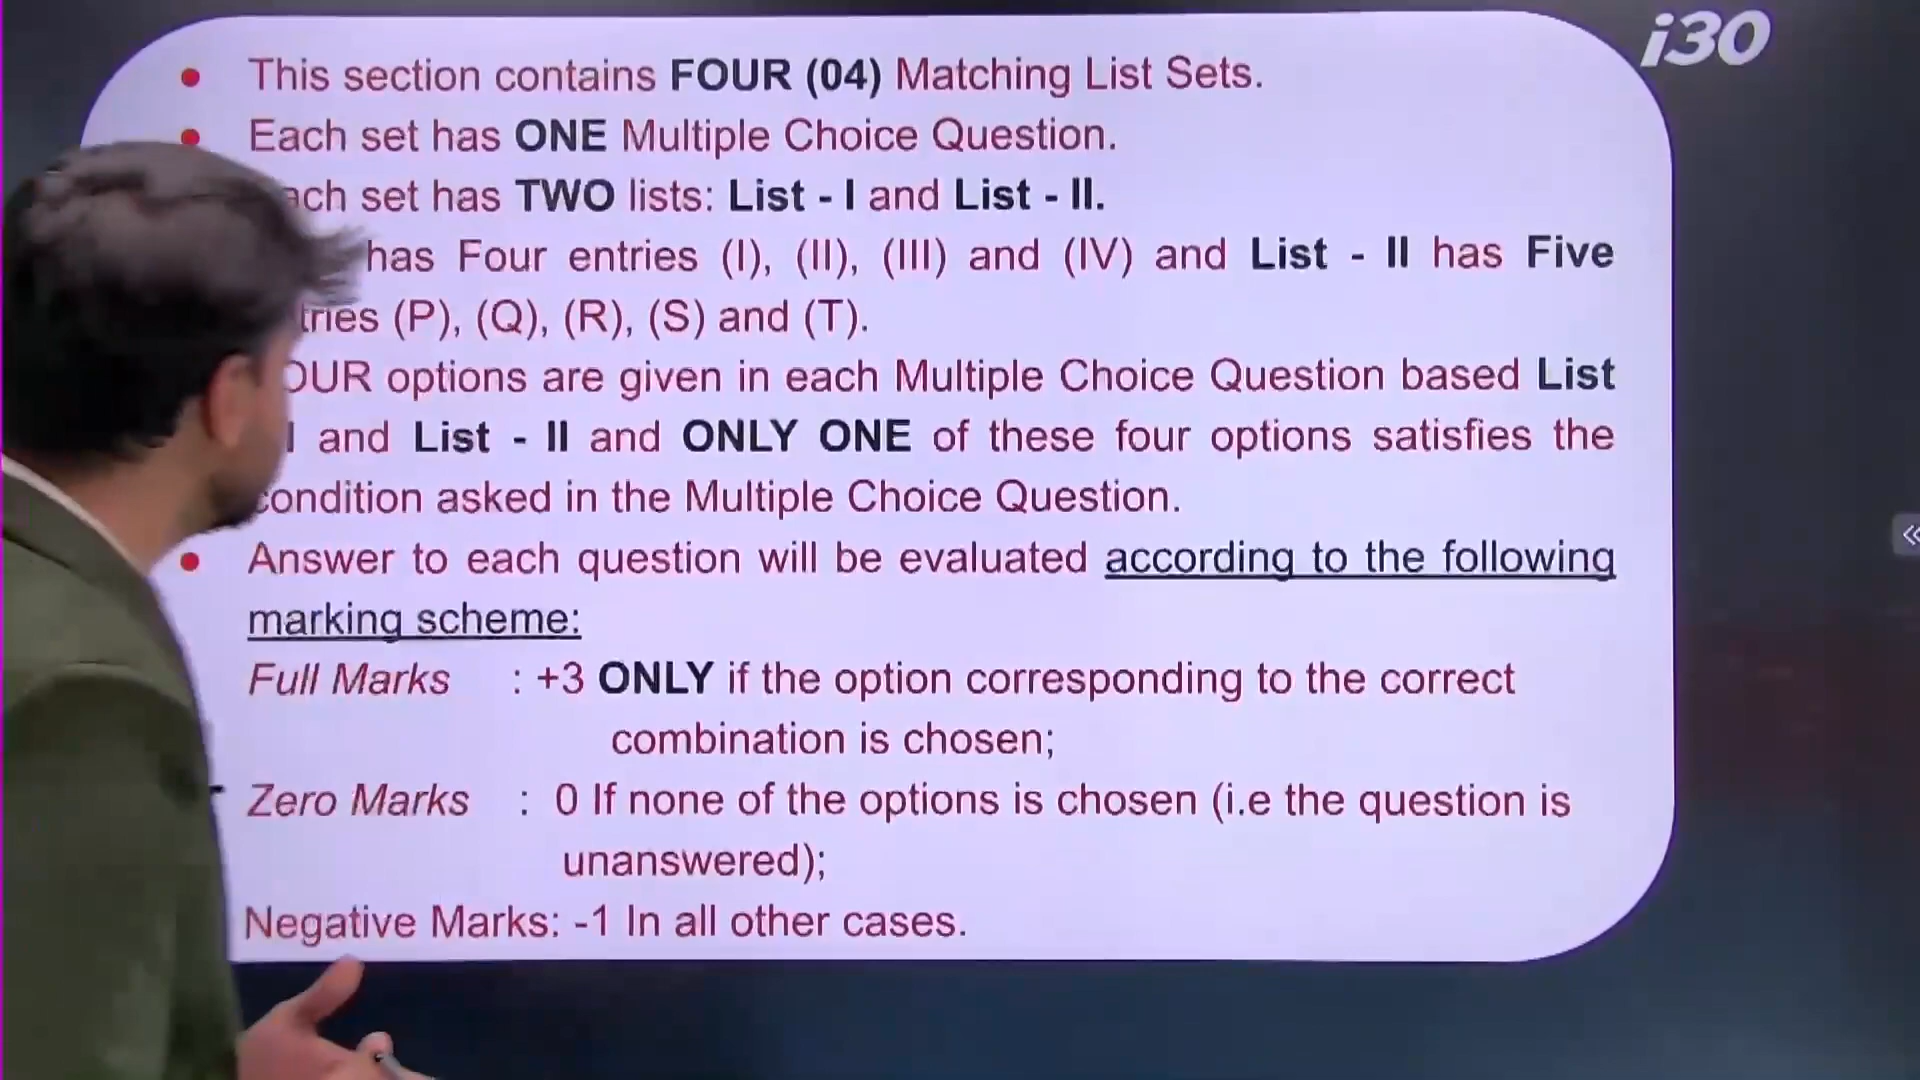 i30
• This section contains FOUR (04) Matching List Sets.
• Each set has ONE Multiple Choice Question.
ach set has TWO lists: List - I and List - II.
has Four entries (I), (II), (III) and (IV) and List - II has Five
tries (P), (Q), (R), (S) and (T).
OUR options are given in each Multiple Choice Question based List
I and List - II and ONLY ONE of these four options satisfies the
condition asked in the Multiple Choice Question.
• Answer to each question will be evaluated according to the following
marking scheme:
Full Marks : +3 ONLY if the option corresponding to the correct
combination is chosen;
Zero Marks : 0 If none of the options is chosen (i.e the question is
unanswered);
Negative Marks: -1 In all other cases.